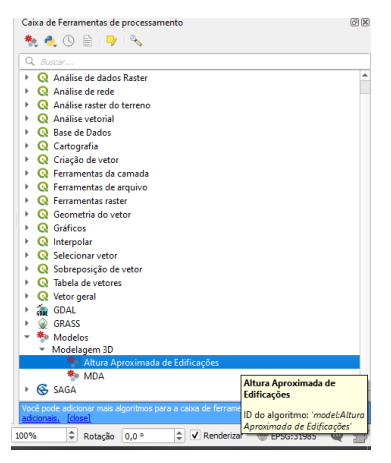 Caixa de Ferramentas de processamento
Buscar...
Análise de dados Raster
Análise de rede
Análise raster do terreno
Análise vetorial
Base de Dados
Cartografia
Criação de vetor
Ferramentas da camada
Ferramentas de arquivo
Ferramentas raster
Geometria do vetor
Gráficos
Interpolar
Selecionar vetor
Sobreposição de vetor
Tabela de vetores
Vetor geral
GDAL
GRASS
Modelos
Modelagem 3D
Altura Aproximada de Edificações
MDA
SAGA
Altura Aproximada de
Edificações
ID do algoritmo: 'model:Altura
Aproximada de Edificações'
Você pode adicionar mais algoritmos para a caixa de ferrame
adicionais. [close]
100% Rotação 0,0 ° Renderizar EPSG:31985